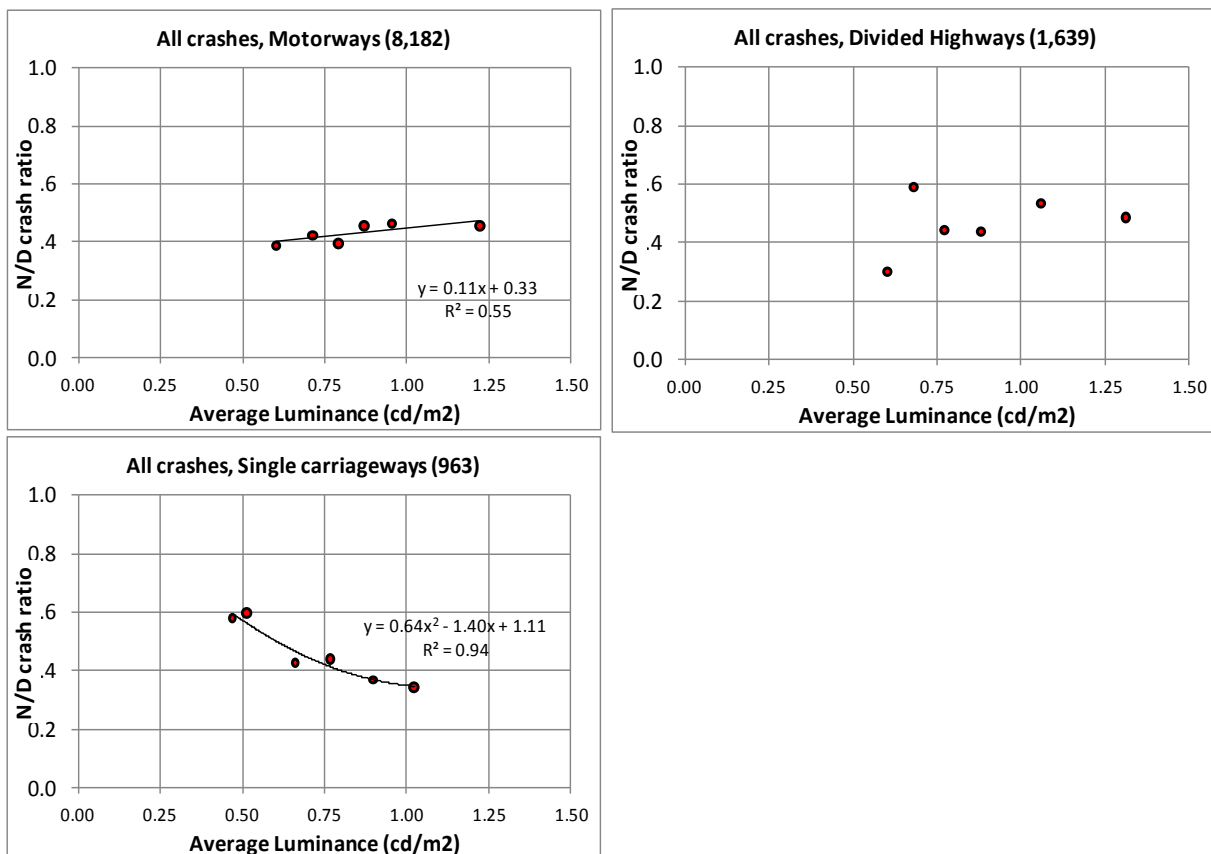 All crashes, Motorways (8,182)
1.0
0.8
.6
.4
0.2
0.0
N/D crash ratio
y = 0.11x + 0.33
R² = 0.55
0.00 0.25 0.50 0.75 1.00 1.25 1.50
Average Luminance (cd/m2)
All crashes, Divided Highways (1,639)
1.0
0.8
.6
.4
0.2
0.0
N/D crash ratio
0.00 0.25 0.50 0.75 1.00 1.25 1.50
Average Luminance (cd/m2)
All crashes, Single carriageways (963)
1.0
0.8
.6
.4
0.2
0.0
N/D crash ratio
y = 0.64x² - 1.40x + 1.11
R² = 0.94
0.00 0.25 0.50 0.75 1.00 1.25 1.50
Average Luminance (cd/m2)